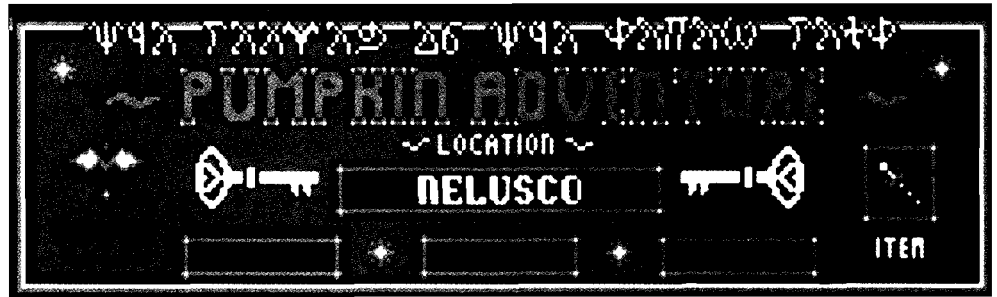 PUMPKIN ADVENTURE
~ LOCATION ~
NELUSCO
ITEM